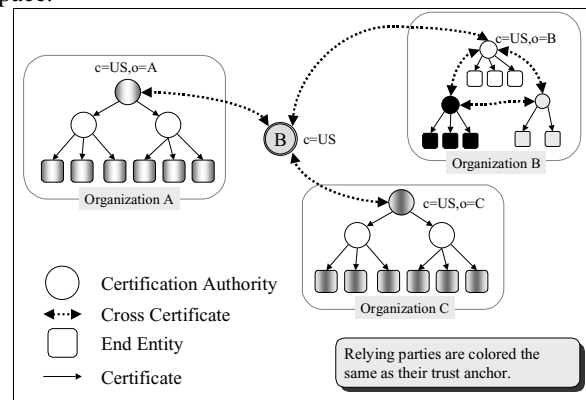 pace.
c=US,o=A
c=US,o=B
B
c=US
Organization A
Organization B
c=US,o=C
Organization C
Certification Authority
Cross Certificate
End Entity
Certificate
Relying parties are colored the
same as their trust anchor.